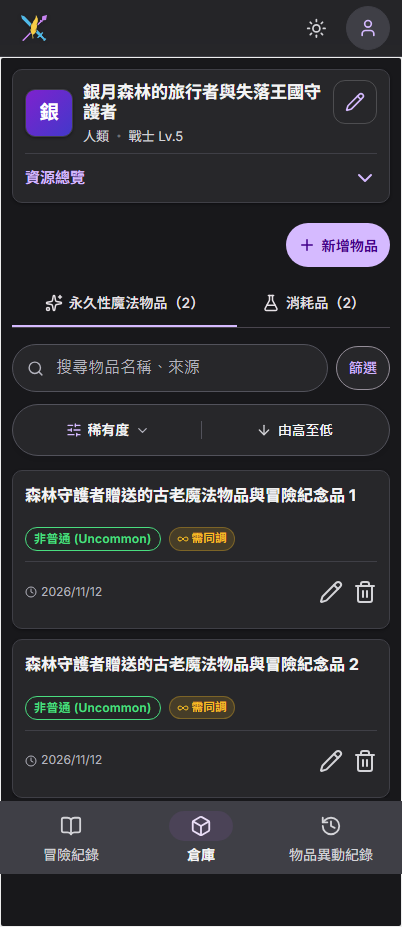 銀
銀月森林的旅行者與失落王國守
護者
人類 • 戰士 Lv.5
資源總覽
新增物品
永久性魔法物品（2）
消耗品（2）
搜尋物品名稱、來源
篩選
稀有度
由高至低
森林守護者贈送的古老魔法物品與冒險紀念品 1
非普通 (Uncommon)
需同調
2026/11/12
森林守護者贈送的古老魔法物品與冒險紀念品 2
非普通 (Uncommon)
需同調
2026/11/12
冒險紀錄
倉庫
物品異動紀錄